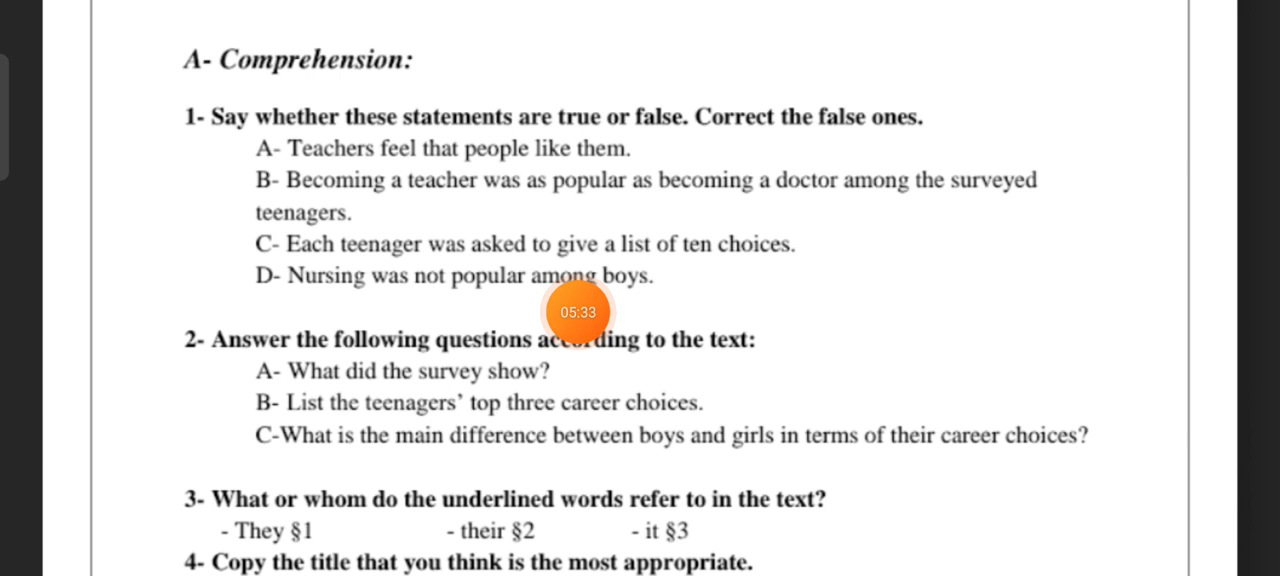 A- Comprehension:
1- Say whether these statements are true or false. Correct the false ones.
A- Teachers feel that people like them.
B- Becoming a teacher was as popular as becoming a doctor among the surveyed
teenagers.
C- Each teenager was asked to give a list of ten choices.
D- Nursing was not popular among boys.
05:33
2- Answer the following questions according to the text:
A- What did the survey show?
B- List the teenagers’ top three career choices.
C-What is the main difference between boys and girls in terms of their career choices?
3- What or whom do the underlined words refer to in the text?
- They §1 - their §2 - it §3
4- Copy the title that you think is the most appropriate.